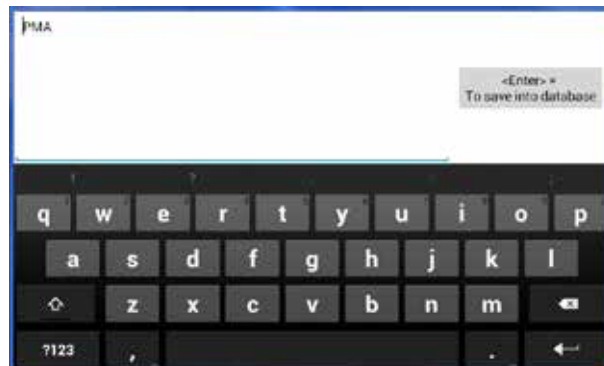 PMA
<Enter> =
To save into database
q w e r t y u i o p
a s d f g h j k l
z x c v b n m
?123 , .